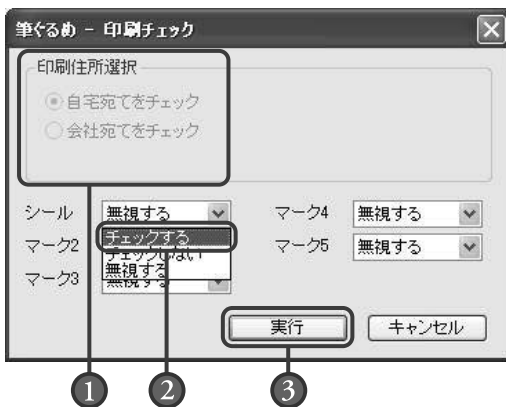 筆ぐるめ - 印刷チェック
印刷住所選択
自宅宛てをチェック
会社宛てをチェック
シール 無視する マーク4 無視する
マーク2 チェックする マーク5 無視する
チェックしない
マーク3 無視する
無視する
実行 キャンセル
1 2 3